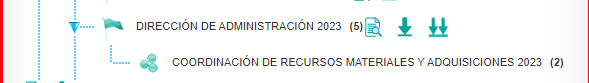 DIRECCIÓN DE ADMINISTRACIÓN 2023 (5)
COORDINACIÓN DE RECURSOS MATERIALES Y ADQUISICIONES 2023 (2)